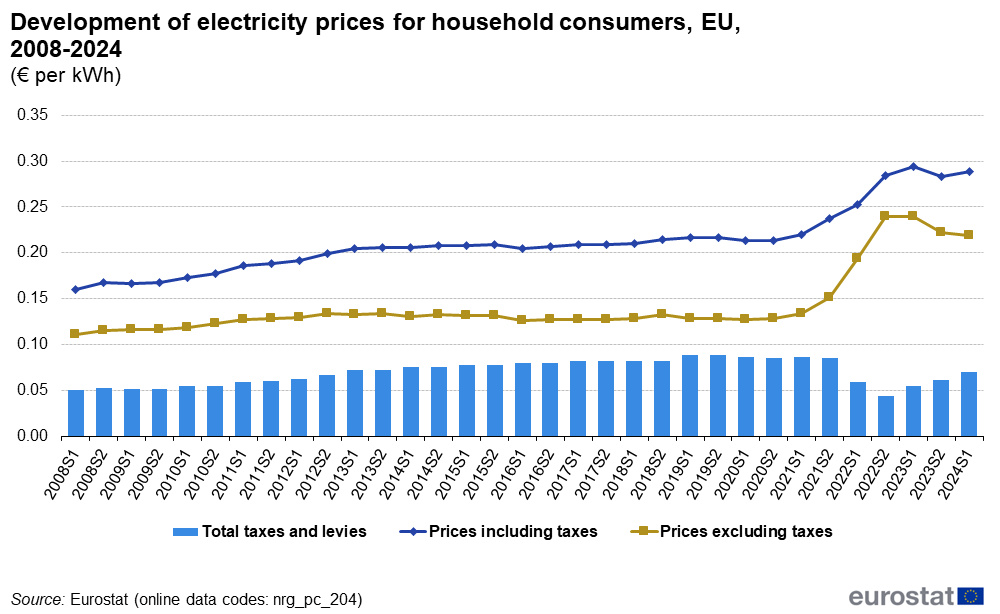 Development of electricity prices for household consumers, EU,
2008-2024
(€ per kWh)
0.35
0.30
0.25
0.20
0.15
0.10
0.05
0.00
2008S1 2008S2 2009S1 2009S2 2010S1 2010S2 2011S1 2011S2 2012S1 2012S2 2013S1 2013S2 2014S1 2014S2 2015S1 2015S2 2016S1 2016S2 2017S1 2017S2 2018S1 2018S2 2019S1 2019S2 2020S1 2020S2 2021S1 2021S2 2022S1 2022S2 2023S1 2023S2 2024S1
Total taxes and levies Prices including taxes Prices excluding taxes
Source: Eurostat (online data codes: nrg_pc_204)
eurostat